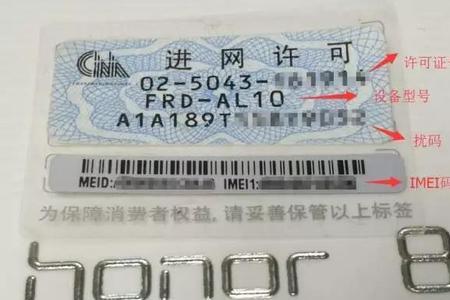 进网许可
02-5043-
许可证
FRD-AL10
设备型号
A1A189T
扰码
MEID: IMEI1:
IMEI码
为保障消费者权益,请妥善保管以上标签
honor 8